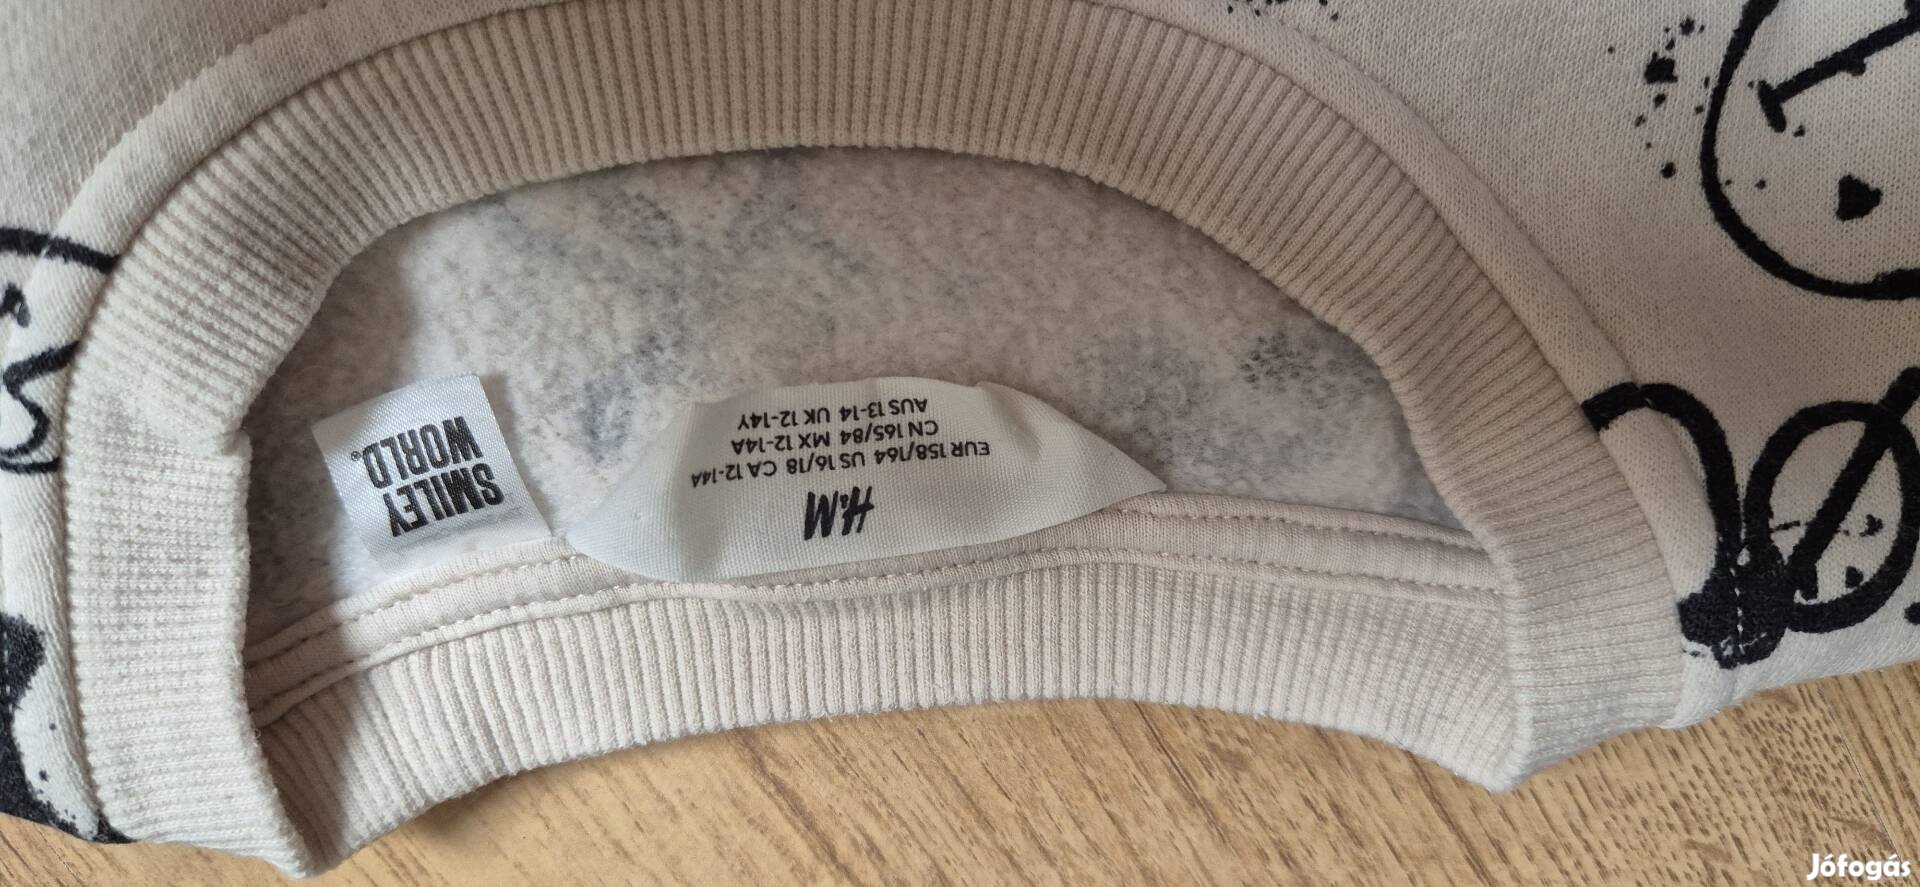 SMILEY
WORLD®
H&M
EUR 158/164 US 16/18 CA 12-14A
CN 165/84 MX 12-14A
AUS 13-14 UK 12-14Y
Jófogás